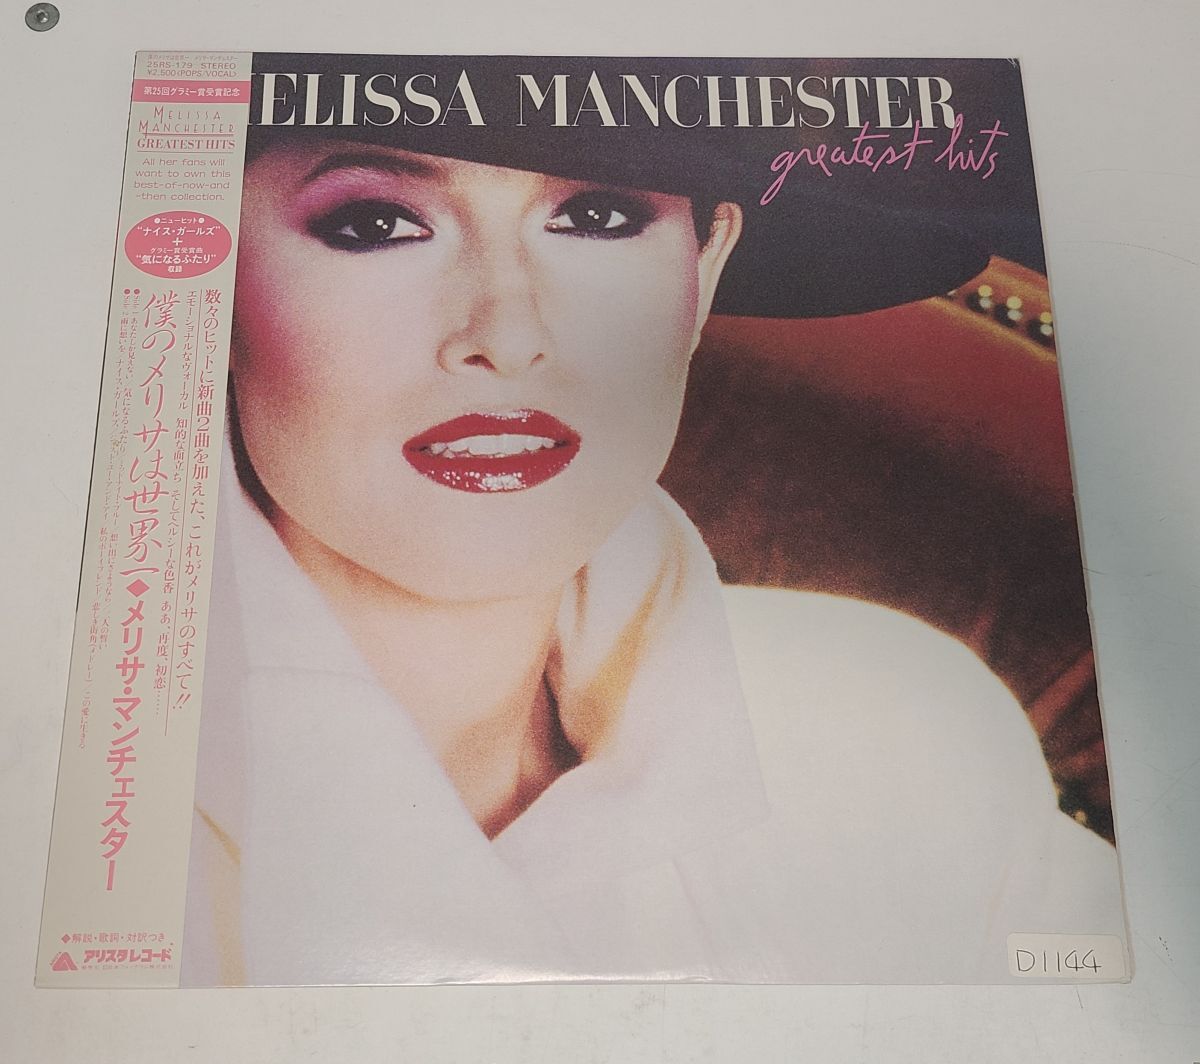 MELISSA MANCHESTER
greatest hits
25RS-179 STEREO
¥2,500〈POPS/VOCAL〉
第25回グラミー賞受賞記念
MELISSA
MANCHESTER
GREATEST HITS
All her fans will
want to own this
best-of-now-and
-then collection.
●ニューヒット●
"ナイス・ガールズ"
+
グラミー賞受賞曲
"気になるふたり"
収録
数々のヒットに新曲2曲を加えた、これがメリサのすべて!!
エモーショナルなヴォーカル 知的な面立ち そしてヘルシーな色香 ああ、再度、初恋……
僕のメリサは世界一◆メリサ・マンチェスター
◆解説・歌詞・対訳つき
アリスタレコード
D1144